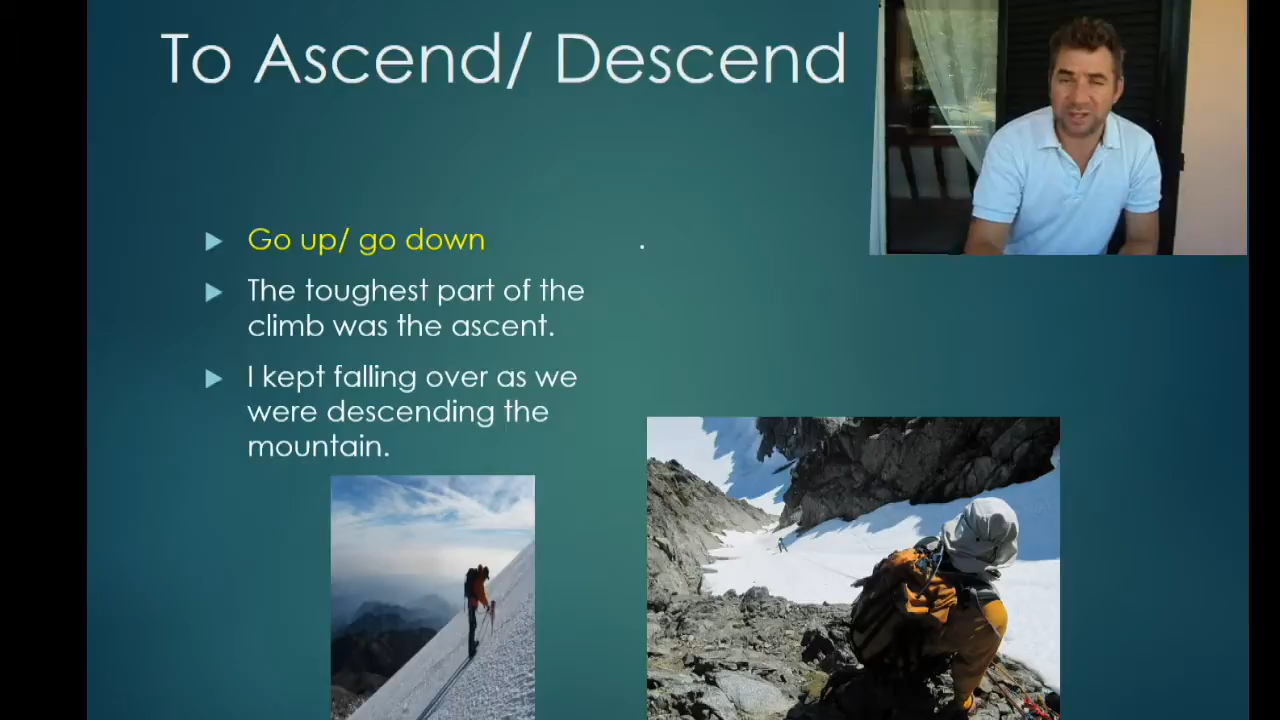 To Ascend/ Descend
Go up/ go down
.
The toughest part of the
climb was the ascent.
I kept falling over as we
were descending the
mountain.